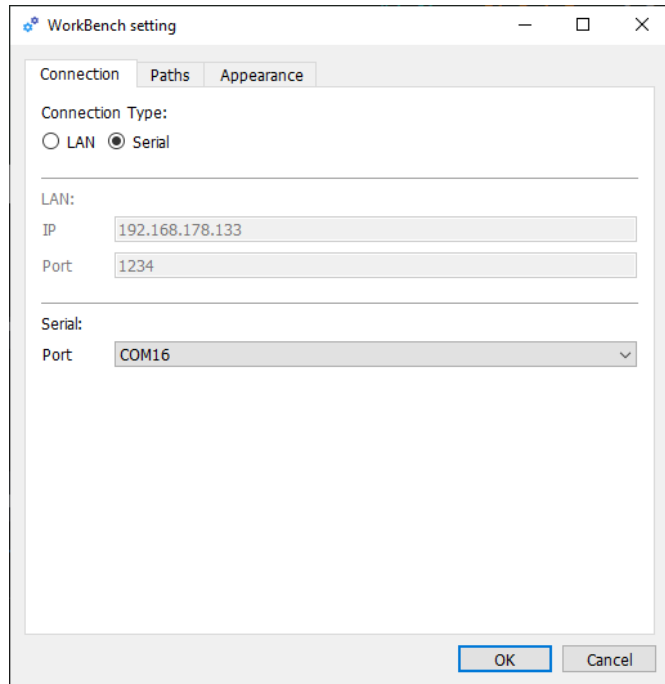 WorkBench setting
Connection Paths Appearance
Connection Type:
LAN Serial
LAN:
IP 192.168.178.133
Port 1234
Serial:
Port COM16
OK Cancel